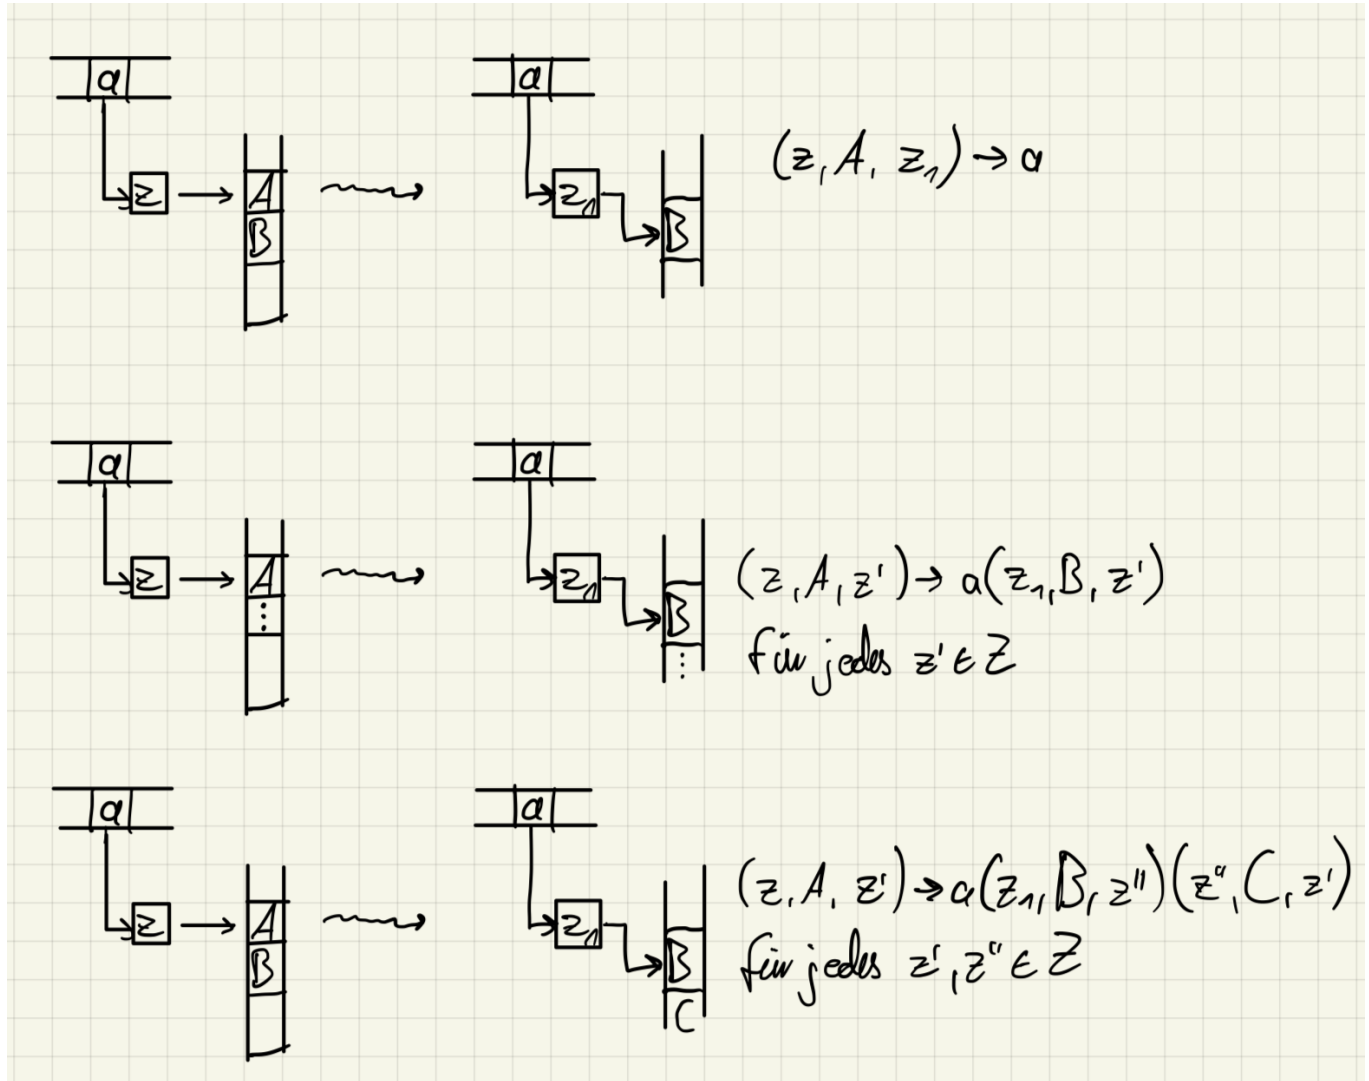 a a
(z, A, z₁) → a
z A z₁
B B
a a
(z, A, z') → a(z₁, B, z')
z A z₁ B
⋮ ⋮
für jedes z' ∈ Z
a a
(z, A, z') → a(z₁, B, z'')(z'', C, z')
z A z₁
B B
für jedes z', z'' ∈ Z
C